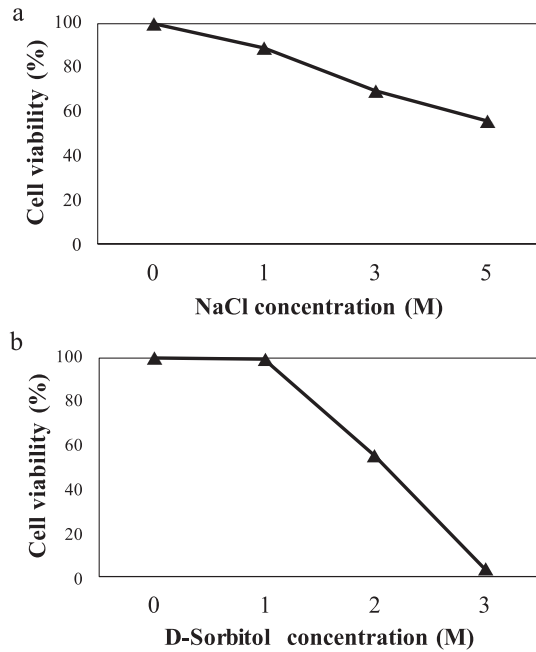 a
100
80
60
40
20
0
Cell viability (%)
0 1 3 5
NaCl concentration (M)
b
100
80
60
40
20
0
Cell viability (%)
0 1 2 3
D-Sorbitol concentration (M)